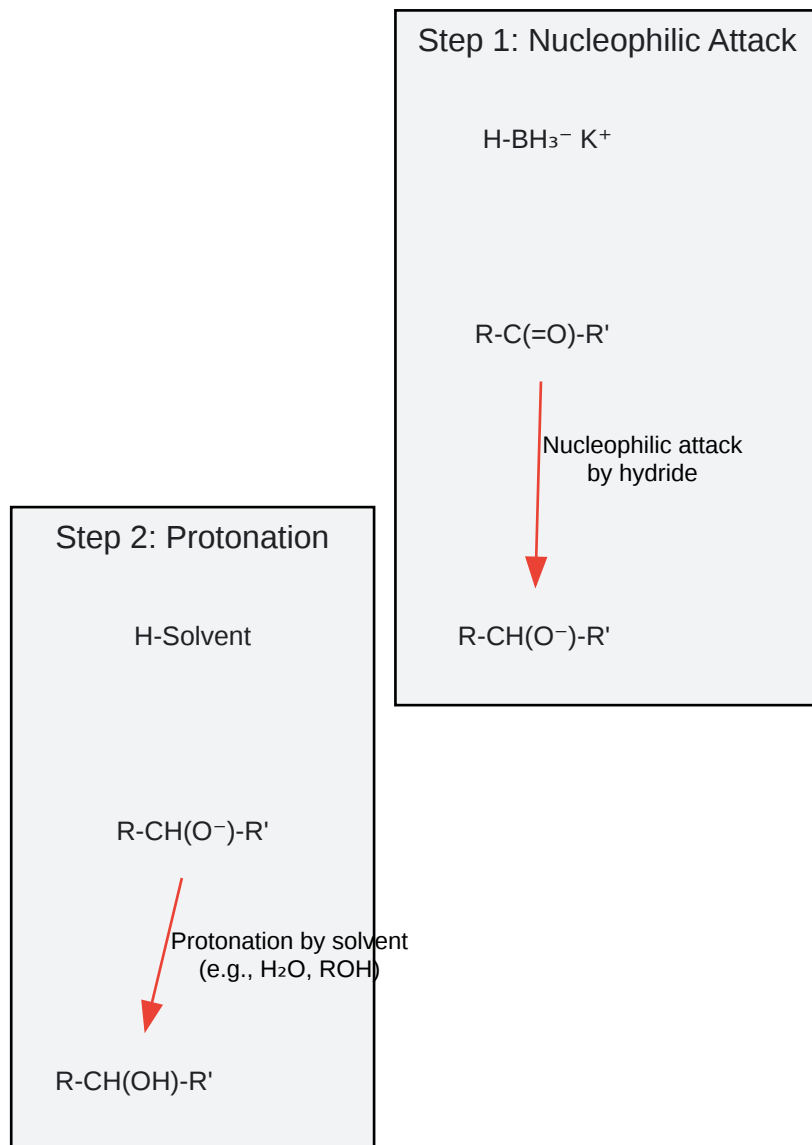 Step 1: Nucleophilic Attack
H-BH₃⁻ K⁺
R-C(=O)-R'
Nucleophilic attack
by hydride
R-CH(O⁻)-R'
Step 2: Protonation
H-Solvent
R-CH(O⁻)-R'
Protonation by solvent
(e.g., H₂O, ROH)
R-CH(OH)-R'